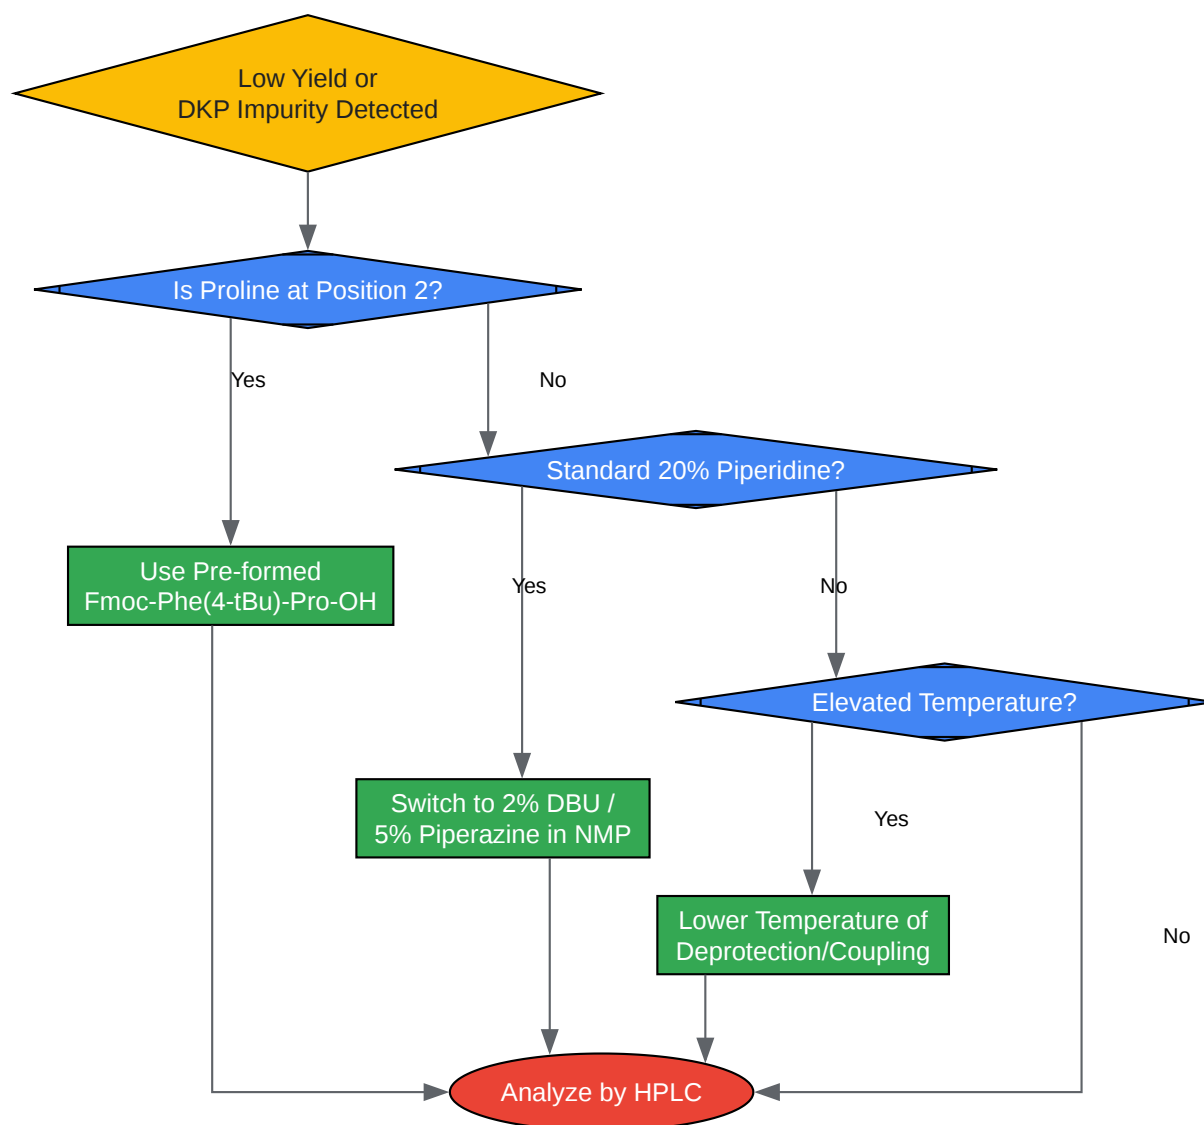 Low Yield or
DKP Impurity Detected
Is Proline at Position 2?
Yes
No
Standard 20% Piperidine?
Use Pre-formed
Fmoc-Phe(4-tBu)-Pro-OH
Yes
No
Elevated Temperature?
Switch to 2% DBU /
5% Piperazine in NMP
Yes
Lower Temperature of
Deprotection/Coupling
No
Analyze by HPLC